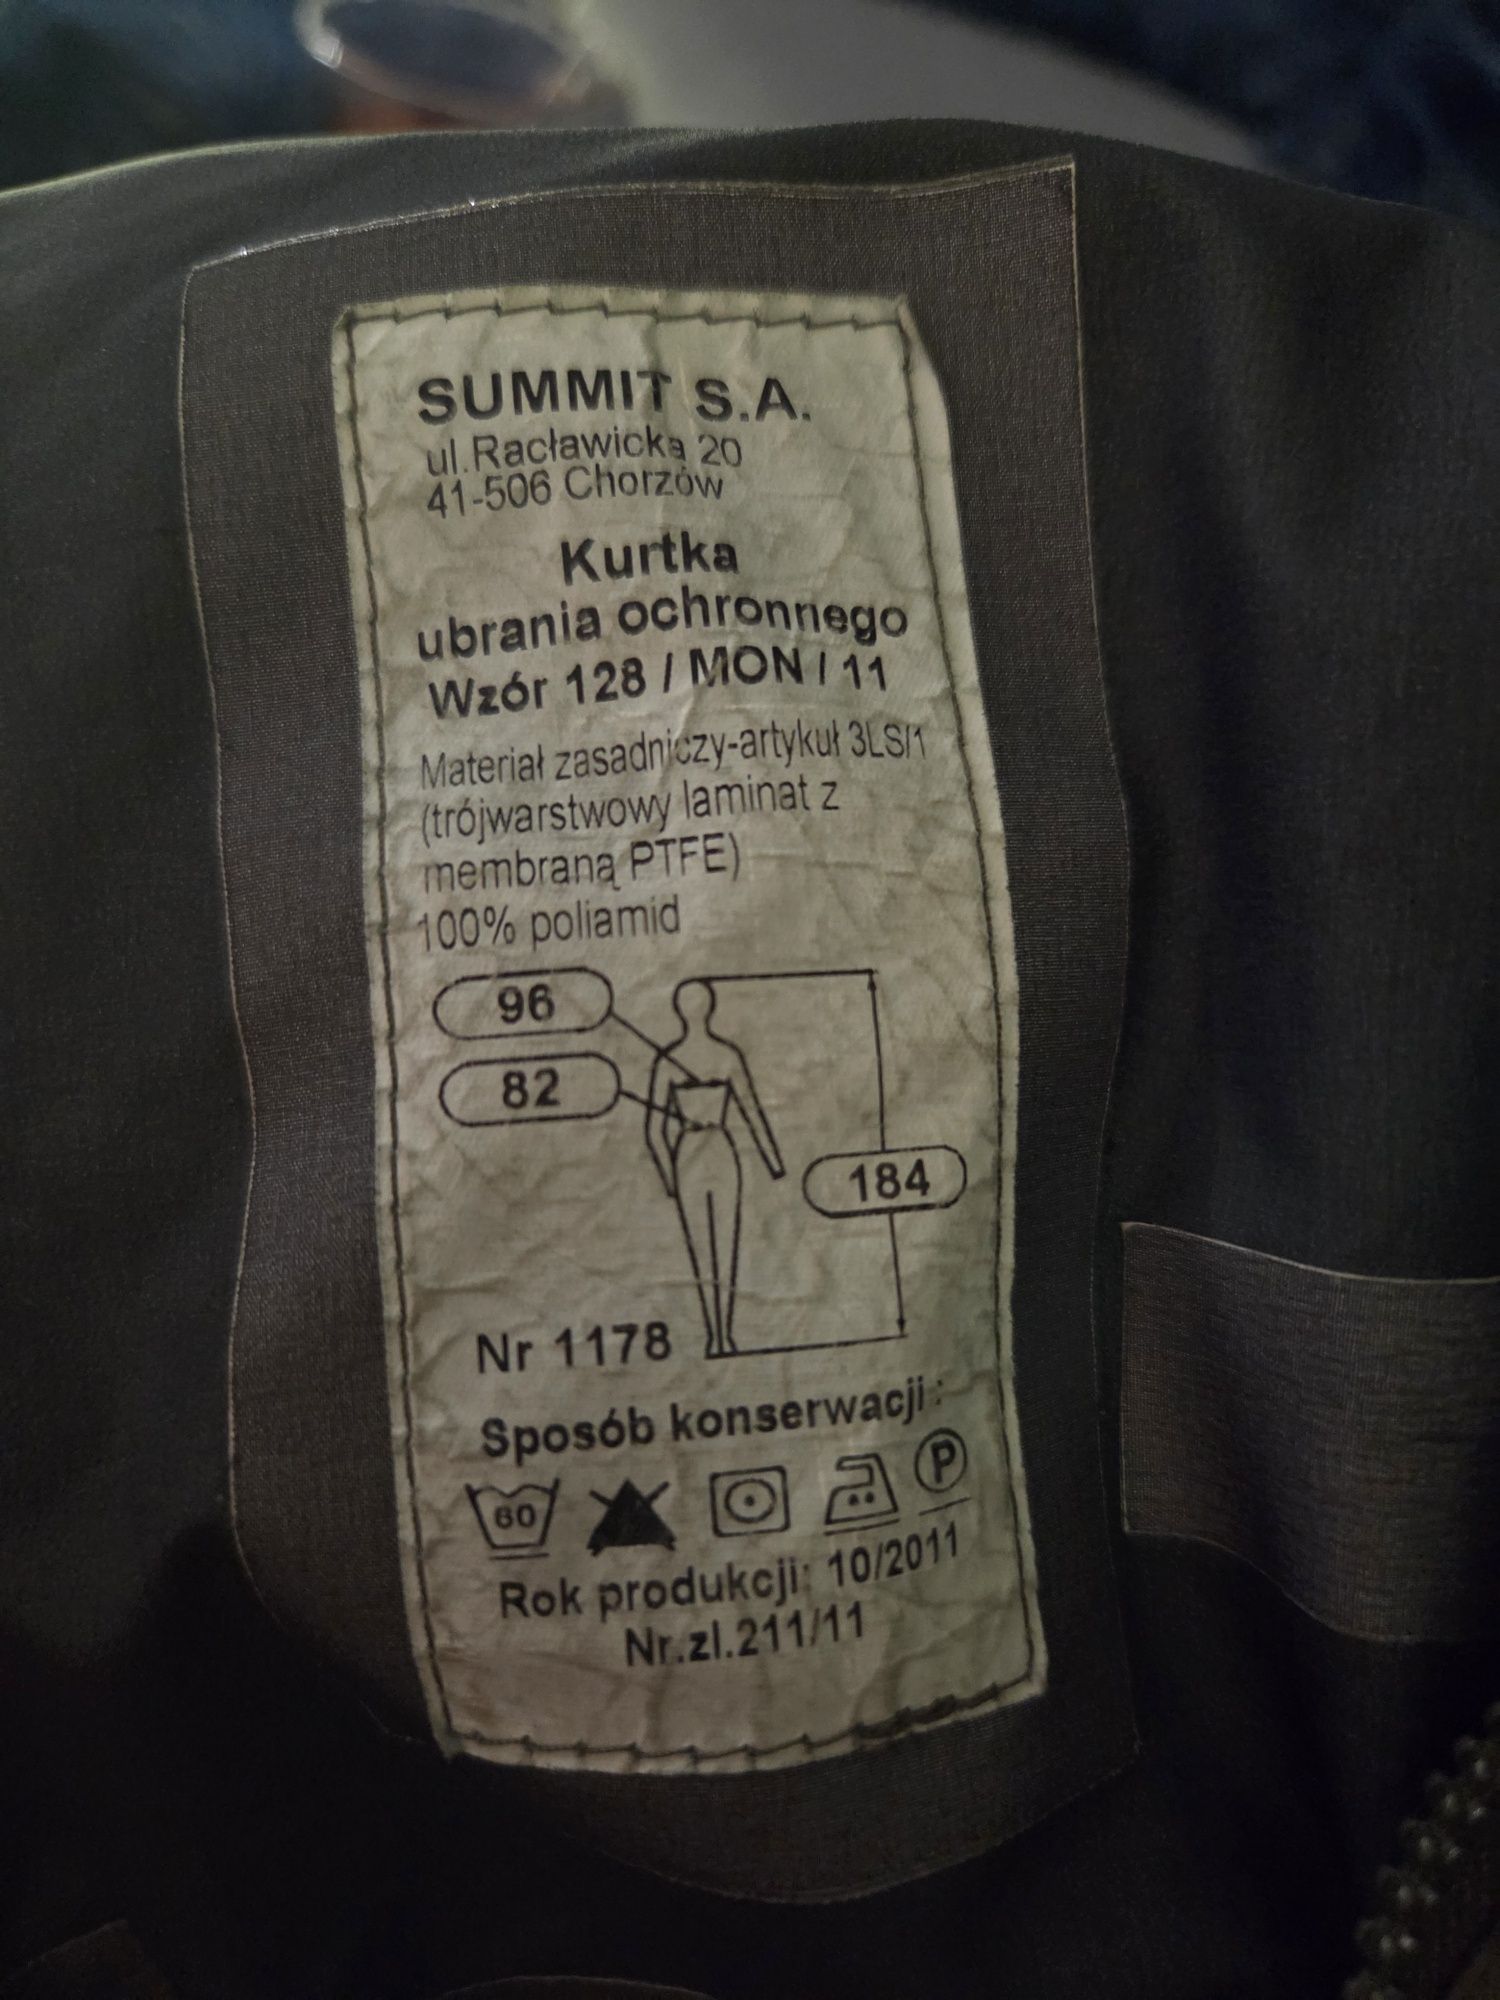 SUMMIT S.A.
ul.Racławicka 20
41-506 Chorzów
Kurtka
ubrania ochronnego
Wzór 128 / MON / 11
Materiał zasadniczy-artykuł 3LS/1
(trójwarstwowy laminat z
membraną PTFE)
100% poliamid
96
82
184
Nr 1178
Sposób konserwacji :
60
P
Rok produkcji: 10/2011
Nr.zl.211/11